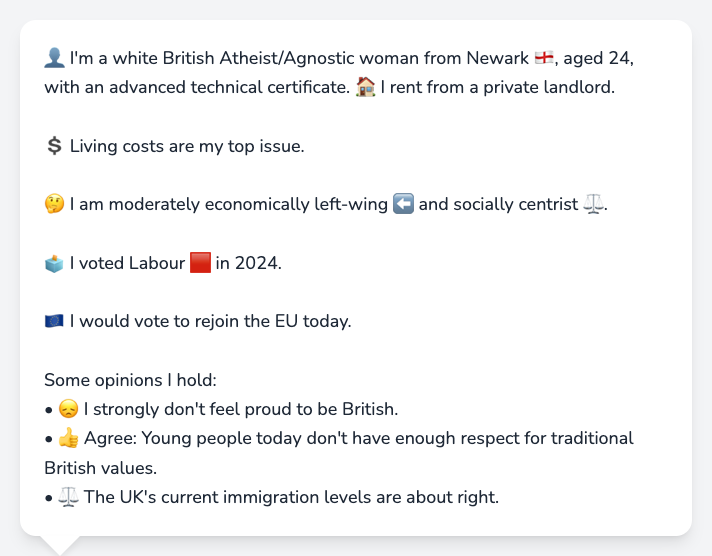 👤 I'm a white British Atheist/Agnostic woman from Newark 🏴󠁧󠁢󠁥󠁮󠁧󠁿, aged 24,
with an advanced technical certificate. 🏠 I rent from a private landlord.
💲 Living costs are my top issue.
🤔 I am moderately economically left-wing ⬅️ and socially centrist ⚖️.
🗳️ I voted Labour 🟥 in 2024.
🇪🇺 I would vote to rejoin the EU today.
Some opinions I hold:
• 😞 I strongly don't feel proud to be British.
• 👍 Agree: Young people today don't have enough respect for traditional
British values.
• ⚖️ The UK's current immigration levels are about right.